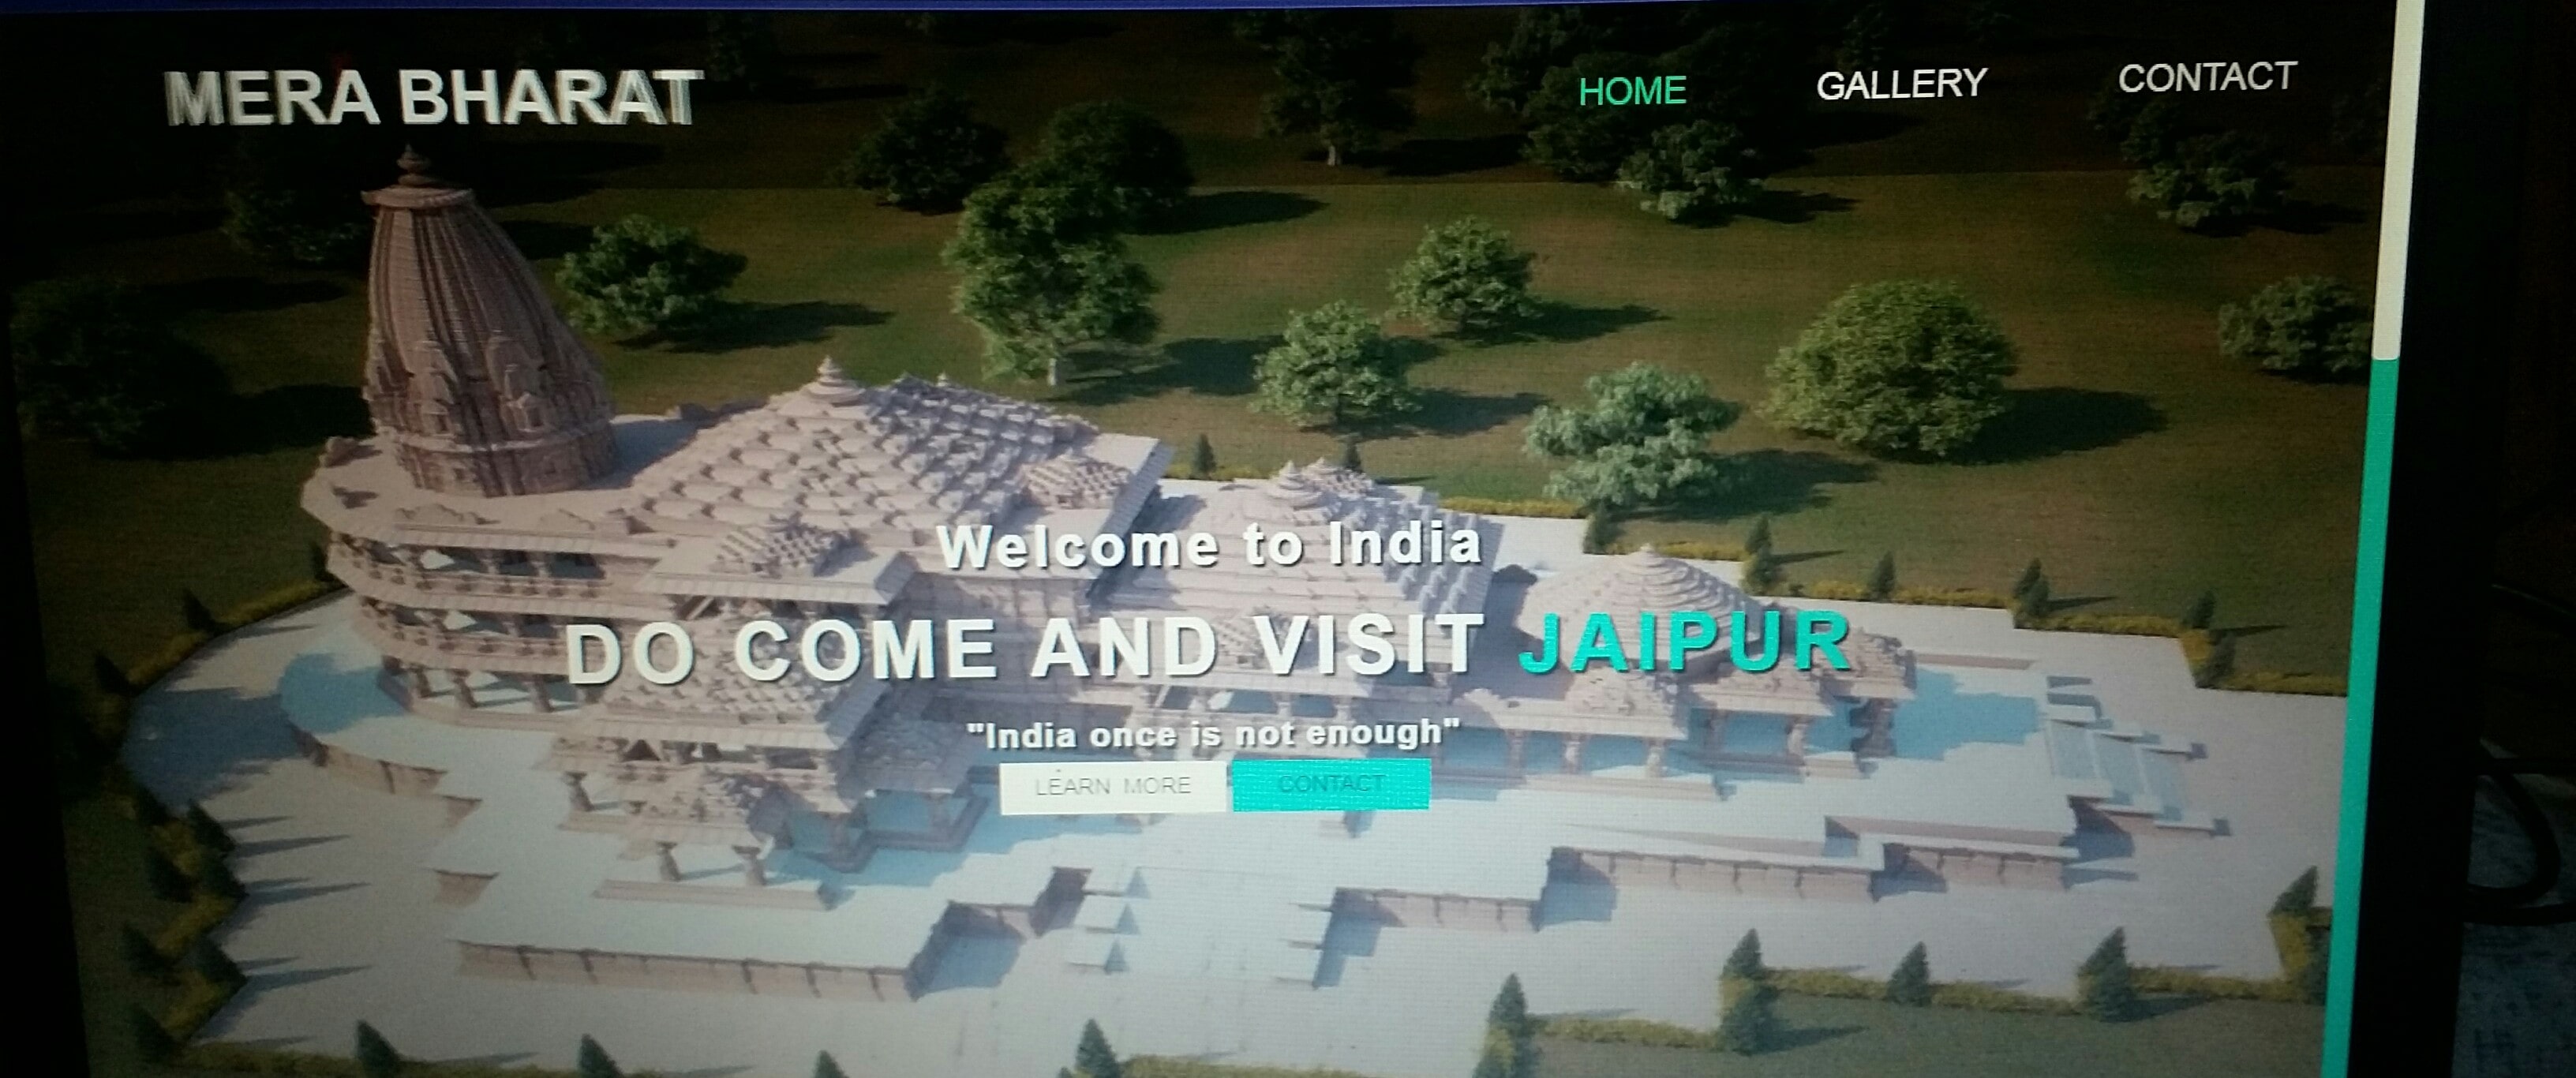 MERA BHARAT
HOME GALLERY CONTACT
Welcome to India
DO COME AND VISIT JAIPUR
"India once is not enough"
LEARN MORE CONTACT